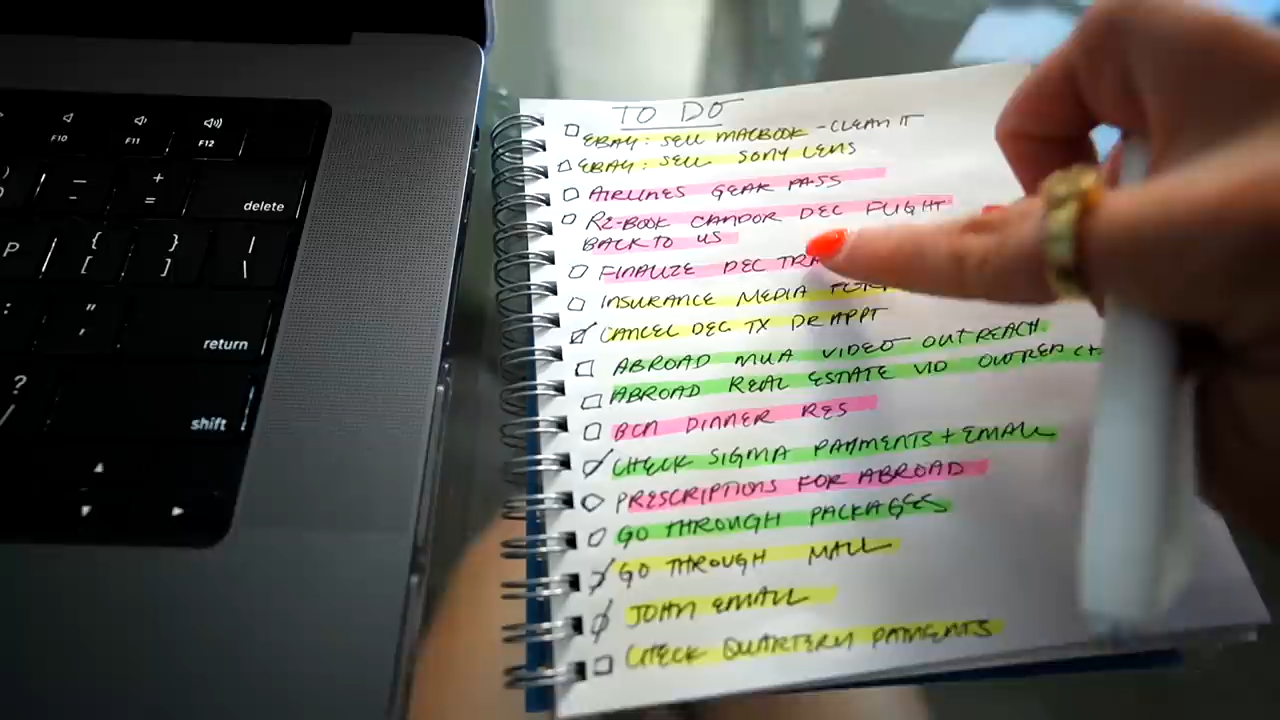 F10
F11
F12
delete
P
return
shift
TO DO
EBAY: SELL MACBOOK - CLEAN IT
EBAY: SELL SONY LENS
AIRLINES GEAR PASS
RE-BOOK CANDOR DEC FLIGHT
BACK TO US
FINALIZE DEC
INSURANCE MEDIA
CANCEL DEC TX DR APPT
ABROAD MUA VIDEO OUTREACH
ABROAD REAL ESTATE VID
BCN DINNER RES
CHECK SIGMA PAYMENTS + EMAIL
PRESCRIPTIONS FOR ABROAD
GO THROUGH PACKAGES
GO THROUGH MAIL
JOHN EMAIL
CHECK QUARTERLY PAYMENTS